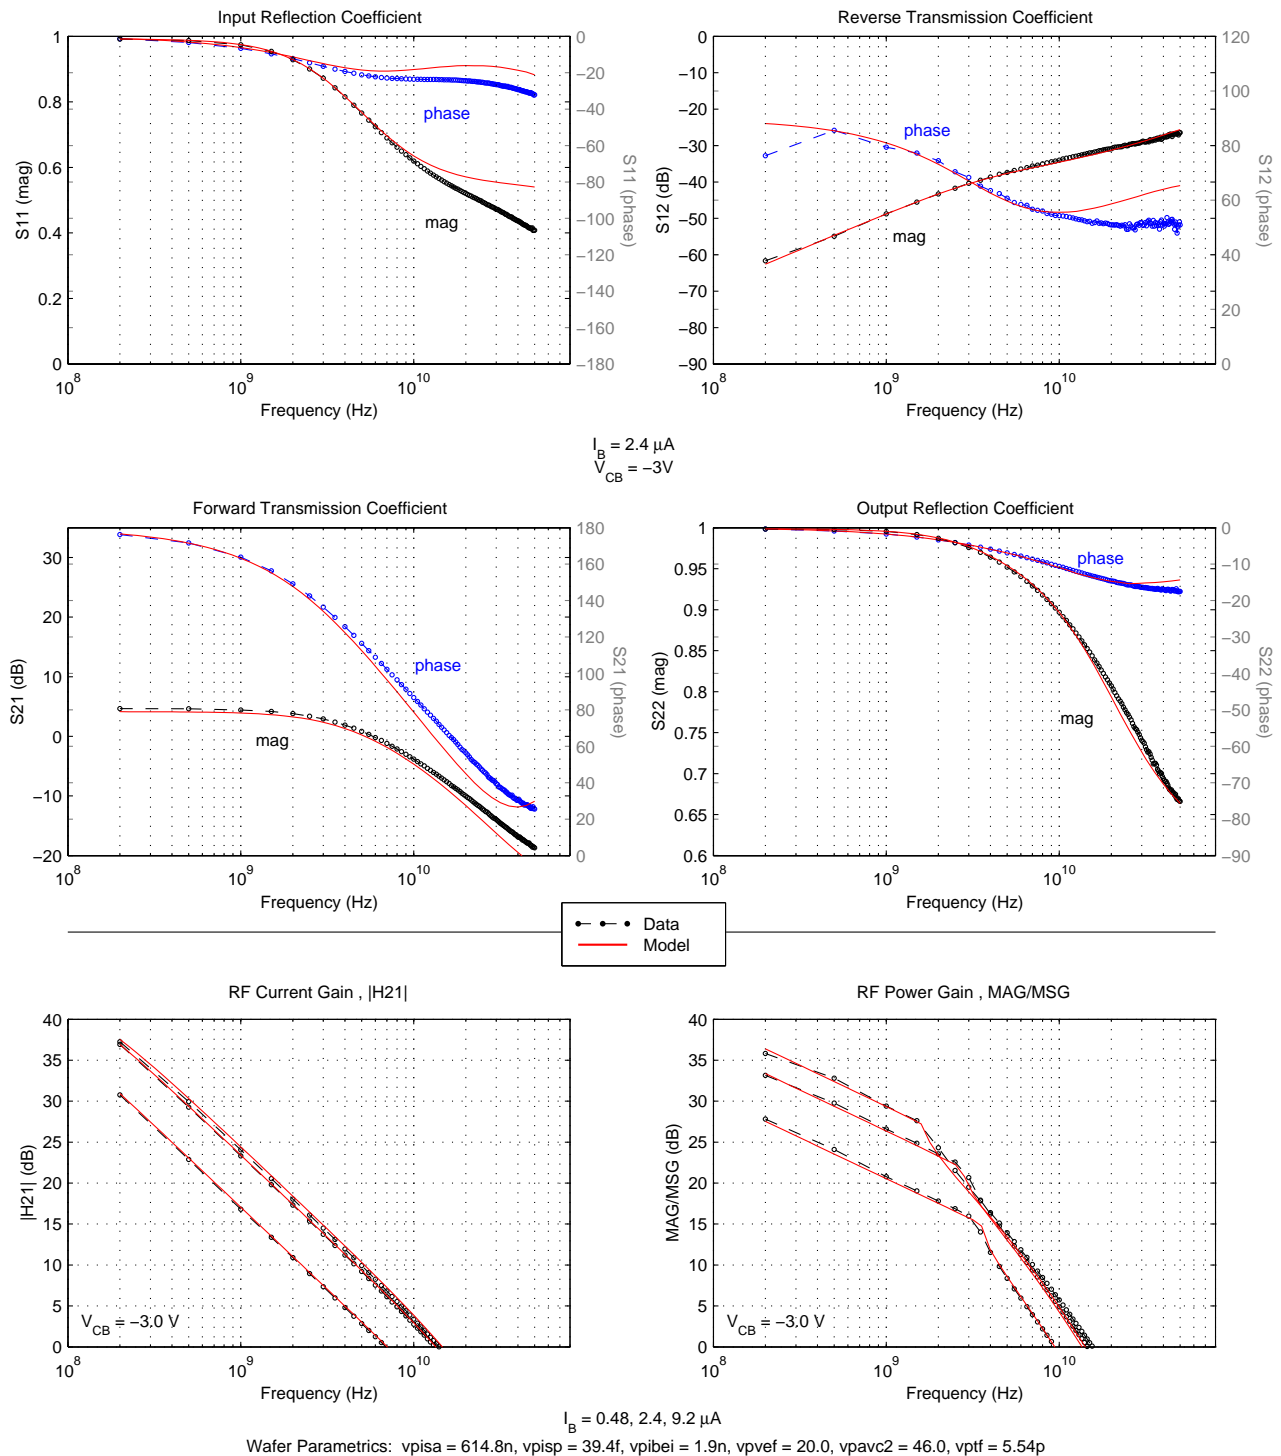 Input Reflection Coefficient
1
0.8
0.6
0.4
0.2
0
S11 (mag)
0
−20
−40
−60
−80
−100
−120
−140
−160
−180
S11 (phase)
phase
mag
10^8
10^9
10^10
Frequency (Hz)
Reverse Transmission Coefficient
0
−10
−20
−30
−40
−50
−60
−70
−80
−90
S12 (dB)
120
100
80
60
40
20
0
S12 (phase)
phase
mag
10^8
10^9
10^10
Frequency (Hz)
I_B = 2.4 µA
V_CB = −3V
Forward Transmission Coefficient
30
20
10
0
−10
−20
S21 (dB)
180
160
140
120
100
80
60
40
20
0
S21 (phase)
phase
mag
10^8
10^9
10^10
Frequency (Hz)
Output Reflection Coefficient
1
0.95
0.9
0.85
0.8
0.75
0.7
0.65
0.6
S22 (mag)
0
−10
−20
−30
−40
−50
−60
−70
−80
−90
S22 (phase)
phase
mag
10^8
10^9
10^10
Frequency (Hz)
Data
Model
RF Current Gain , |H21|
40
35
30
25
20
15
10
5
0
|H21| (dB)
V_CB = −3.0 V
10^8
10^9
10^10
Frequency (Hz)
RF Power Gain , MAG/MSG
40
35
30
25
20
15
10
5
0
MAG/MSG (dB)
V_CB = −3.0 V
10^8
10^9
10^10
Frequency (Hz)
I_B = 0.48, 2.4, 9.2 µA
Wafer Parametrics: vpisa = 614.8n, vpisp = 39.4f, vpibei = 1.9n, vpvef = 20.0, vpavc2 = 46.0, vptf = 5.54p